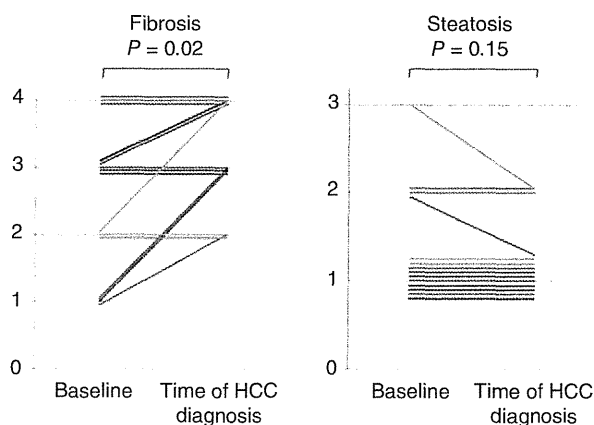 Fibrosis
P = 0.02
4
3
2
1
0
Baseline
Time of HCC
diagnosis
Steatosis
P = 0.15
3
2
1
0
Baseline
Time of HCC
diagnosis